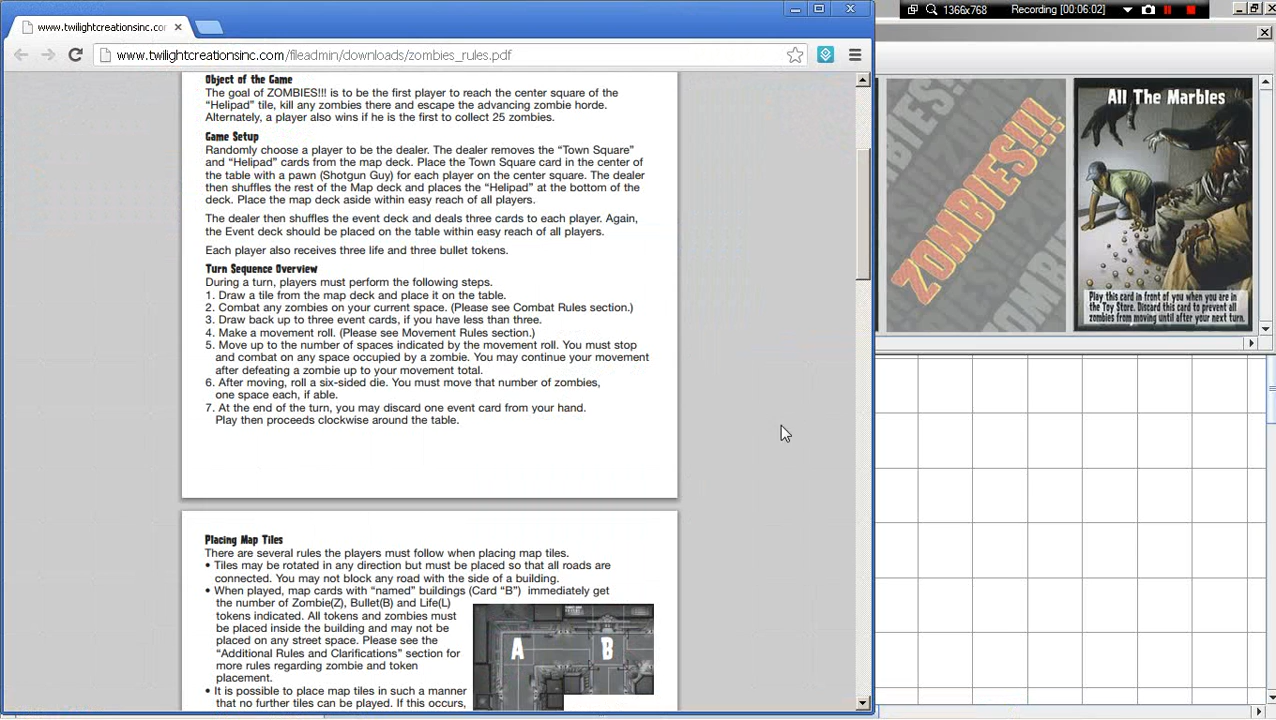 www.twilightcreationsinc.cor
1366x768
Recording [00:06:02]
www.twilightcreationsinc.com/fileadmin/downloads/zombies_rules.pdf
Object of the Game
The goal of ZOMBIES!!! is to be the first player to reach the center square of the
“Helipad” tile, kill any zombies there and escape the advancing zombie horde.
Alternately, a player also wins if he is the first to collect 25 zombies.
Game Setup
Randomly choose a player to be the dealer. The dealer removes the “Town Square”
and “Helipad” cards from the map deck. Place the Town Square card in the center of
the table with a pawn (Shotgun Guy) for each player on the center square. The dealer
then shuffles the rest of the Map deck and places the “Helipad” at the bottom of the
deck. Place the map deck aside within easy reach of all players.
The dealer then shuffles the event deck and deals three cards to each player. Again,
the Event deck should be placed on the table within easy reach of all players.
Each player also receives three life and three bullet tokens.
Turn Sequence Overview
During a turn, players must perform the following steps.
1. Draw a tile from the map deck and place it on the table.
2. Combat any zombies on your current space. (Please see Combat Rules section.)
3. Draw back up to three event cards, if you have less than three.
4. Make a movement roll. (Please see Movement Rules section.)
5. Move up to the number of spaces indicated by the movement roll. You must stop
and combat on any space occupied by a zombie. You may continue your movement
after defeating a zombie up to your movement total.
6. After moving, roll a six-sided die. You must move that number of zombies,
one space each, if able.
7. At the end of the turn, you may discard one event card from your hand.
Play then proceeds clockwise around the table.
Placing Map Tiles
There are several rules the players must follow when placing map tiles.
• Tiles may be rotated in any direction but must be placed so that all roads are
connected. You may not block any road with the side of a building.
• When played, map cards with “named” buildings (Card “B”) immediately get
the number of Zombie(Z), Bullet(B) and Life(L)
tokens indicated. All tokens and zombies must
be placed inside the building and may not be
placed on any street space. Please see the
“Additional Rules and Clarifications” section for
more rules regarding zombie and token
placement.
• It is possible to place map tiles in such a manner
that no further tiles can be played. If this occurs,
A B
ZOMBIES!!!
All The Marbles
Play this card in front of you when you are in
the Toy Store. Discard this card to prevent all
zombies from moving until after your next turn.